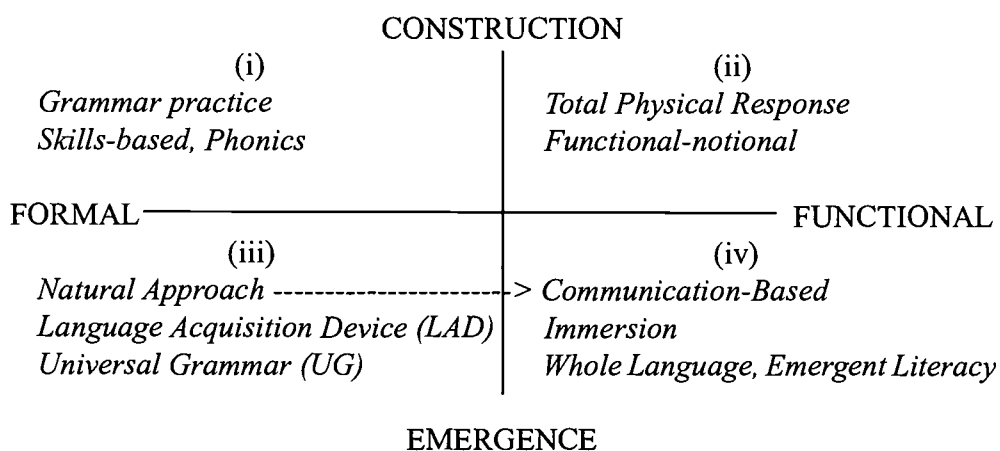 CONSTRUCTION
(i)
Grammar practice
Skills-based, Phonics
(ii)
Total Physical Response
Functional-notional
FORMAL
FUNCTIONAL
(iii)
Natural Approach
Language Acquisition Device (LAD)
Universal Grammar (UG)
(iv)
Communication-Based
Immersion
Whole Language, Emergent Literacy
EMERGENCE